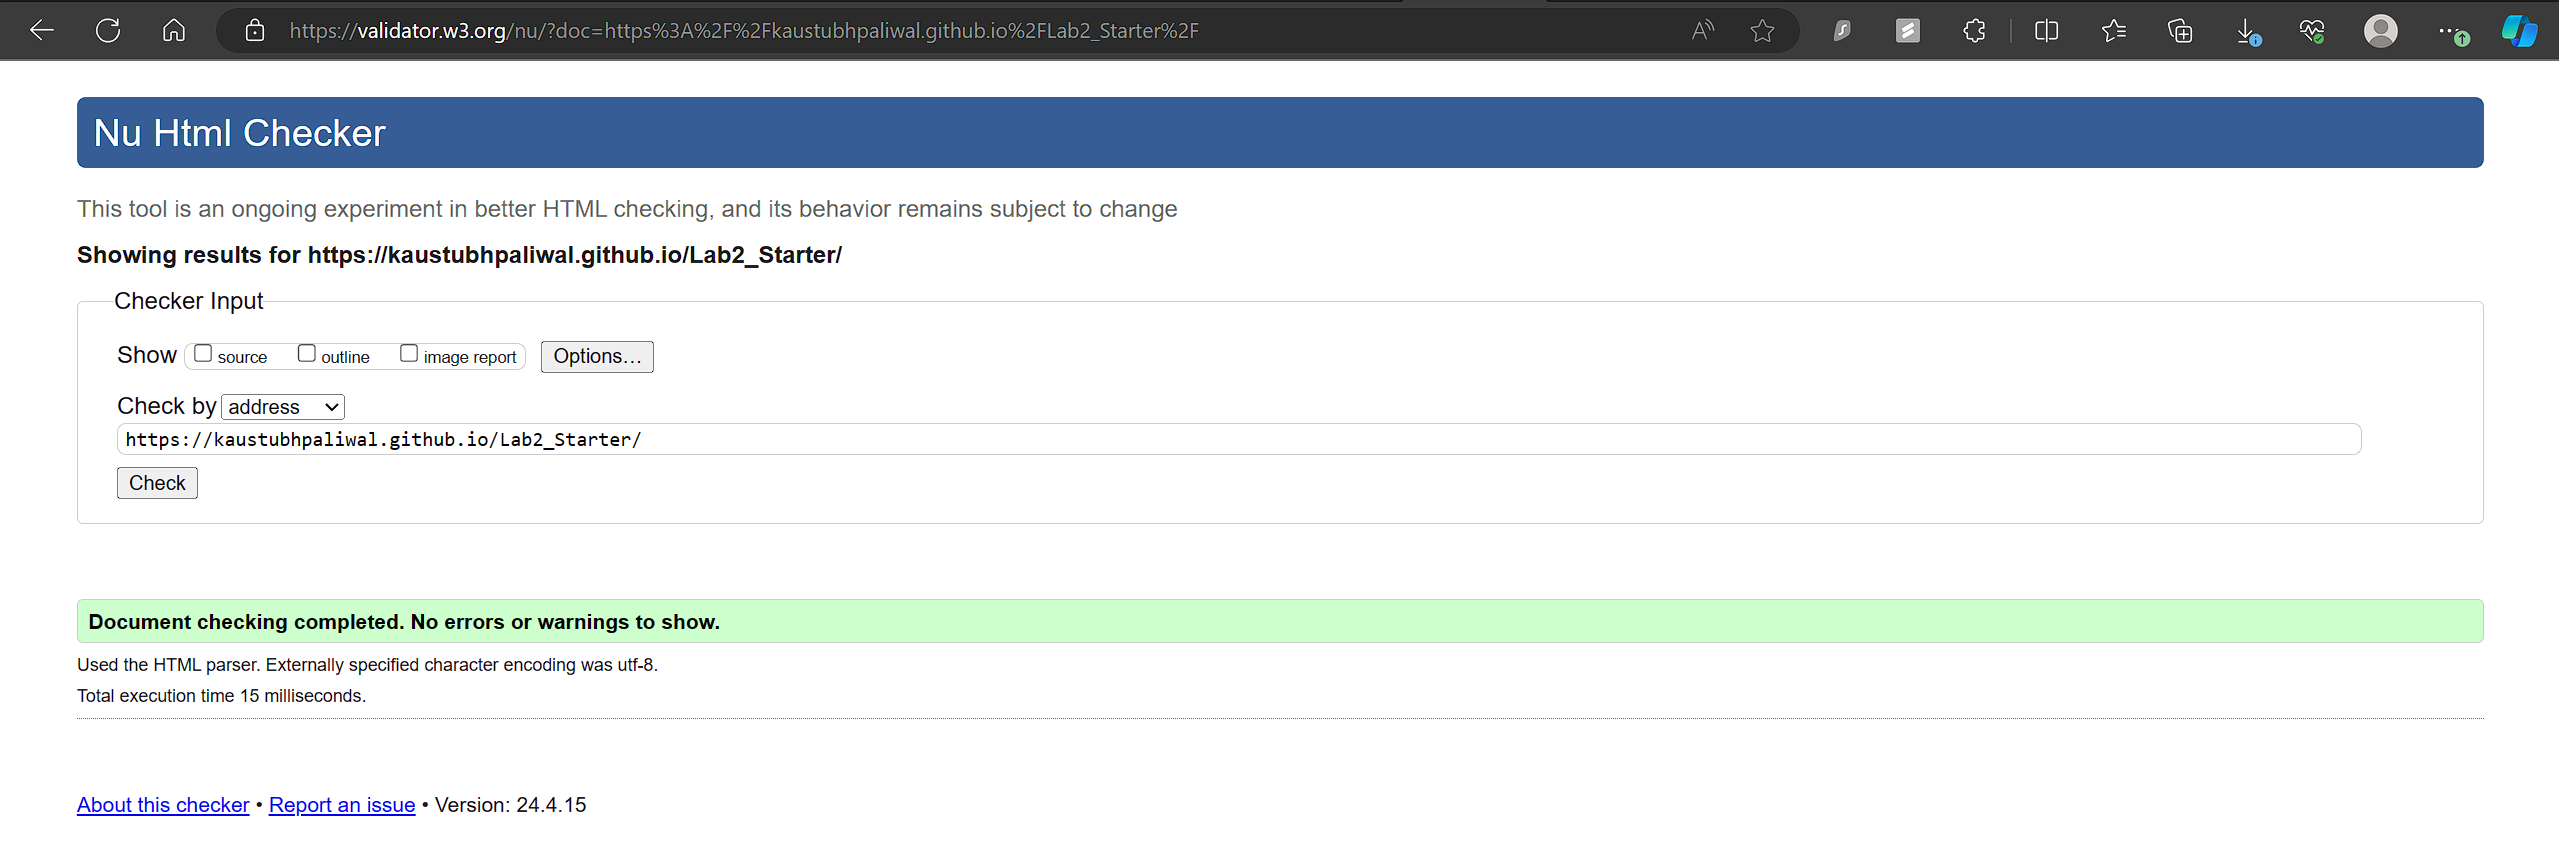 https://validator.w3.org/nu/?doc=https%3A%2F%2Fkaustubhpaliwal.github.io%2FLab2_Starter%2F
Nu Html Checker
This tool is an ongoing experiment in better HTML checking, and its behavior remains subject to change
Showing results for https://kaustubhpaliwal.github.io/Lab2_Starter/
Checker Input
Show source outline image report Options...
Check by address
https://kaustubhpaliwal.github.io/Lab2_Starter/
Check
Document checking completed. No errors or warnings to show.
Used the HTML parser. Externally specified character encoding was utf-8.
Total execution time 15 milliseconds.
About this checker • Report an issue • Version: 24.4.15